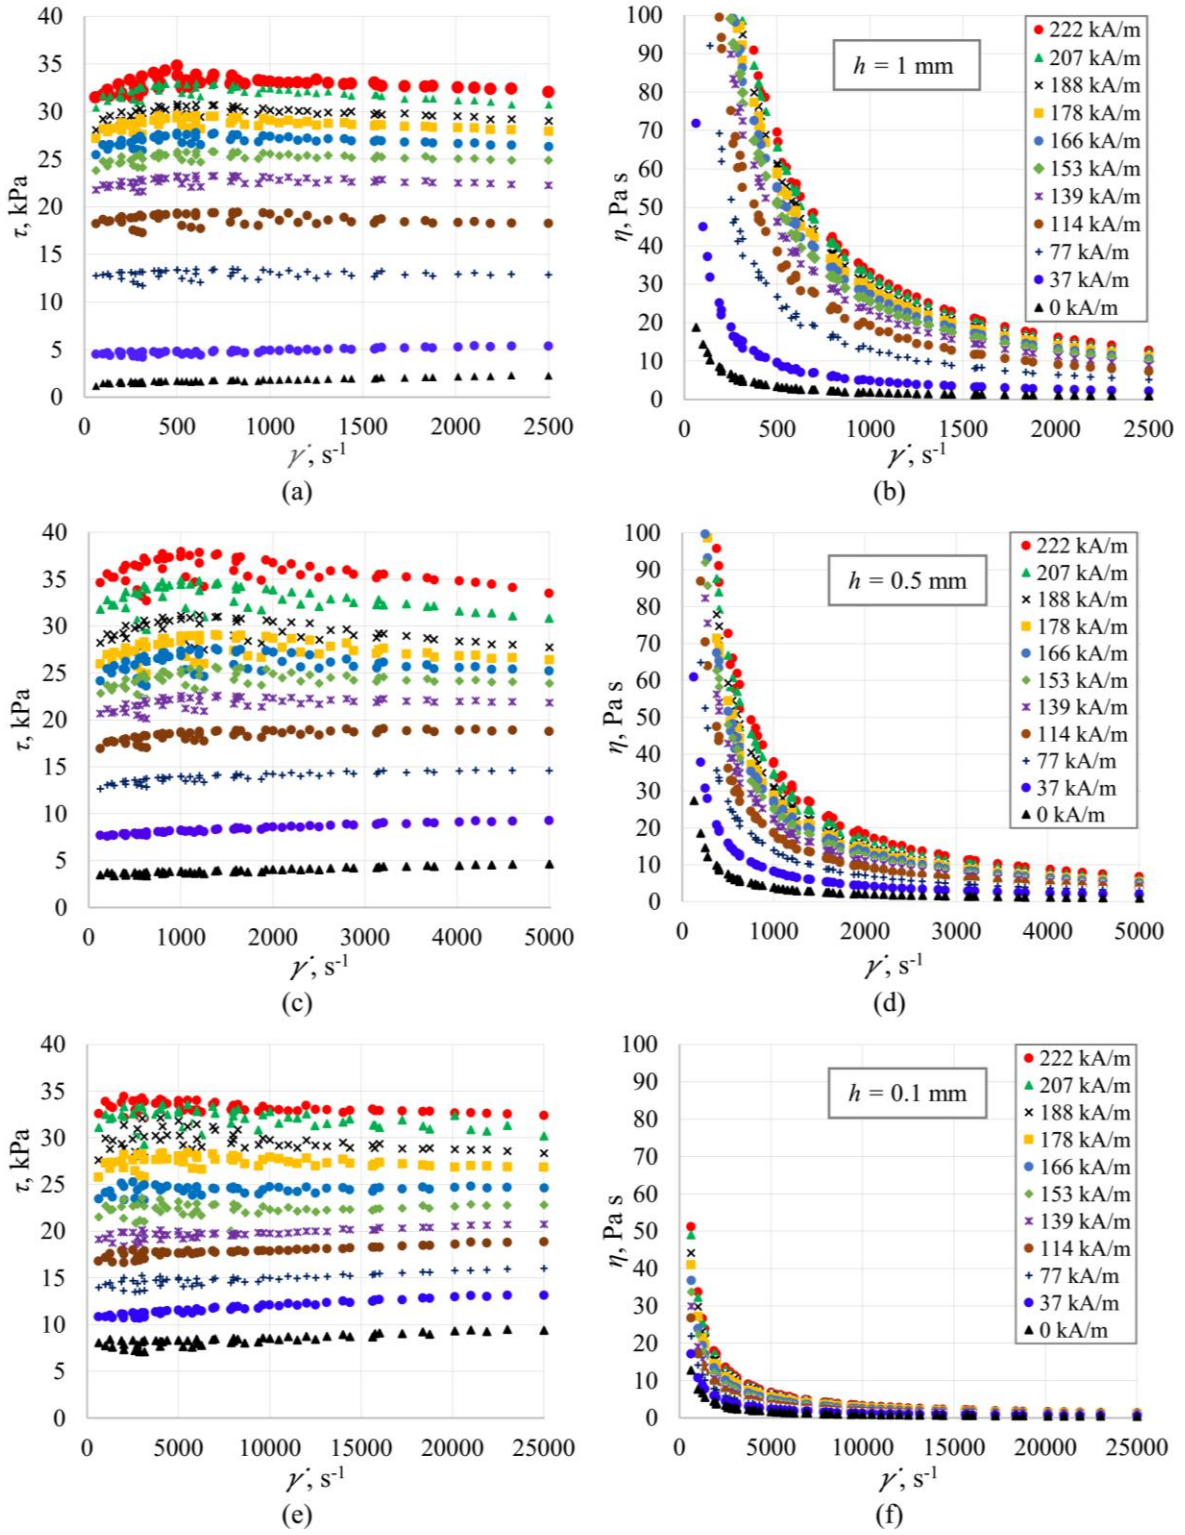 40
35
30
25
20
15
10
5
0
τ, kPa
0 500 1000 1500 2000 2500
γ̇, s-1
(a)
100
90
80
70
60
50
40
30
20
10
0
η, Pa s
h = 1 mm
222 kA/m
207 kA/m
188 kA/m
178 kA/m
166 kA/m
153 kA/m
139 kA/m
114 kA/m
77 kA/m
37 kA/m
0 kA/m
0 500 1000 1500 2000 2500
γ̇, s-1
(b)
40
35
30
25
20
15
10
5
0
τ, kPa
0 1000 2000 3000 4000 5000
γ̇, s-1
(c)
100
90
80
70
60
50
40
30
20
10
0
η, Pa s
h = 0.5 mm
222 kA/m
207 kA/m
188 kA/m
178 kA/m
166 kA/m
153 kA/m
139 kA/m
114 kA/m
77 kA/m
37 kA/m
0 kA/m
0 1000 2000 3000 4000 5000
γ̇, s-1
(d)
40
35
30
25
20
15
10
5
0
τ, kPa
0 5000 10000 15000 20000 25000
γ̇, s-1
(e)
100
90
80
70
60
50
40
30
20
10
0
η, Pa s
h = 0.1 mm
222 kA/m
207 kA/m
188 kA/m
178 kA/m
166 kA/m
153 kA/m
139 kA/m
114 kA/m
77 kA/m
37 kA/m
0 kA/m
0 5000 10000 15000 20000 25000
γ̇, s-1
(f)